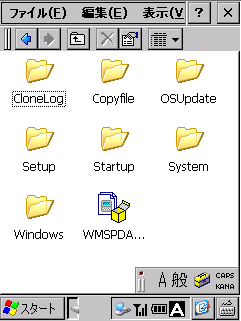 ファイル(F) 編集(E) 表示(V ? ×
CloneLog Copyfile OSUpdate
Setup Startup System
Windows WMSPDA...
A 般 CAPS
KANA
スタート A